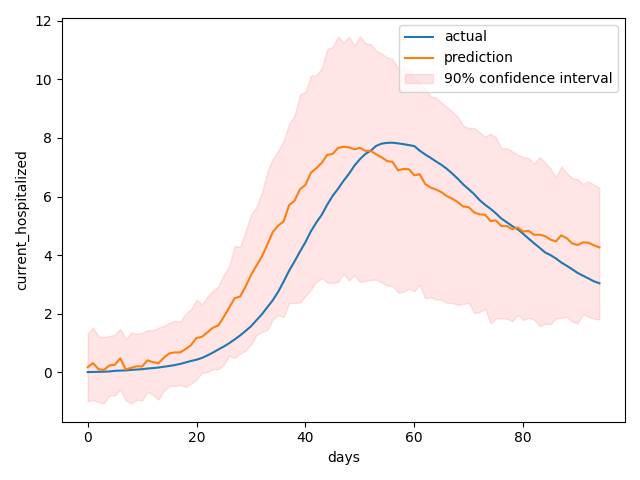 actual
prediction
90% confidence interval
12
10
8
6
4
2
0
current_hospitalized
0 20 40 60 80
days